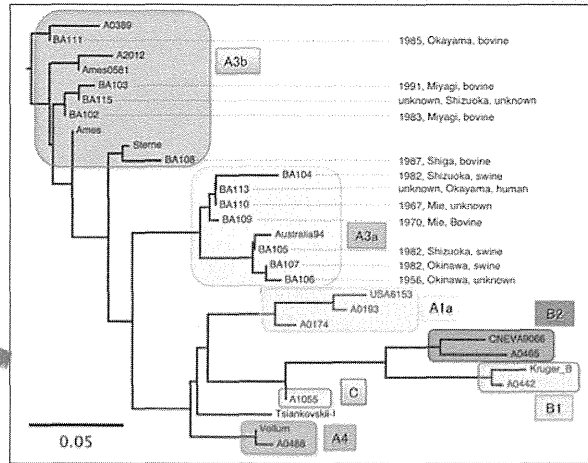 A0389
BA111 1985, Okayama, bovine
A2012
Ames0581
A3b
BA103 1991, Miyagi, bovine
BA115 unknown, Shizuoka, unknown
BA102 1983, Miyagi, bovine
Ames
Sterne
BA108 1987, Shiga, bovine
BA104 1982, Shizuoka, swine
BA113 unknown, Okayama, human
BA110 1967, Mie, unknown
BA109 1970, Mie, Bovine
A3a
Australia94
BA105 1982, Shizuoka, swine
BA107 1982, Okinawa, swine
BA106 1956, Okinawa, unknown
USA6153
A0193
A1a
A0174
B2
CNEVA9066
A0465
Kruger_B
A0442
C
A1055
B1
Tsiankovskii-I
Vollum
A0488
A4
0.05